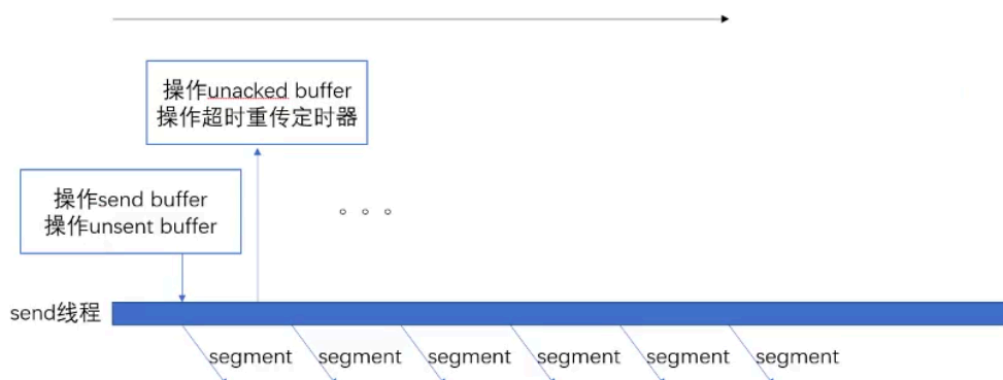 操作unacked buffer
操作超时重传定时器
操作send buffer
操作unsent buffer
。。。
send线程
segment segment segment segment segment segment